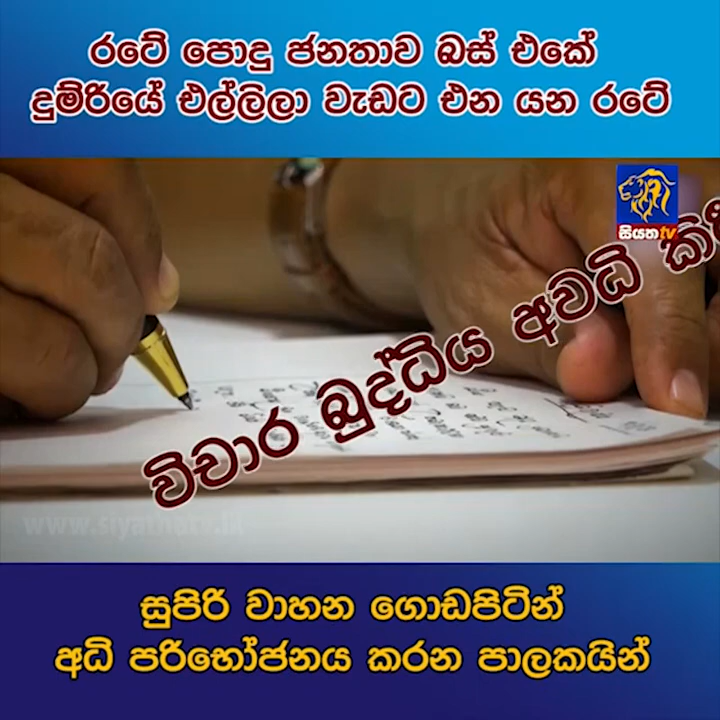 රටේ පොදු ජනතාව බස් එකේ
දුම්රියේ එල්ලිලා වැඩට එන යන රටේ
සියත tv
විචාර බුද්ධිය අවධි
www.siyathatv.lk
සුපිරි වාහන ගොඩපිටින්
අධි පරිභෝජනය කරන පාලකයින්